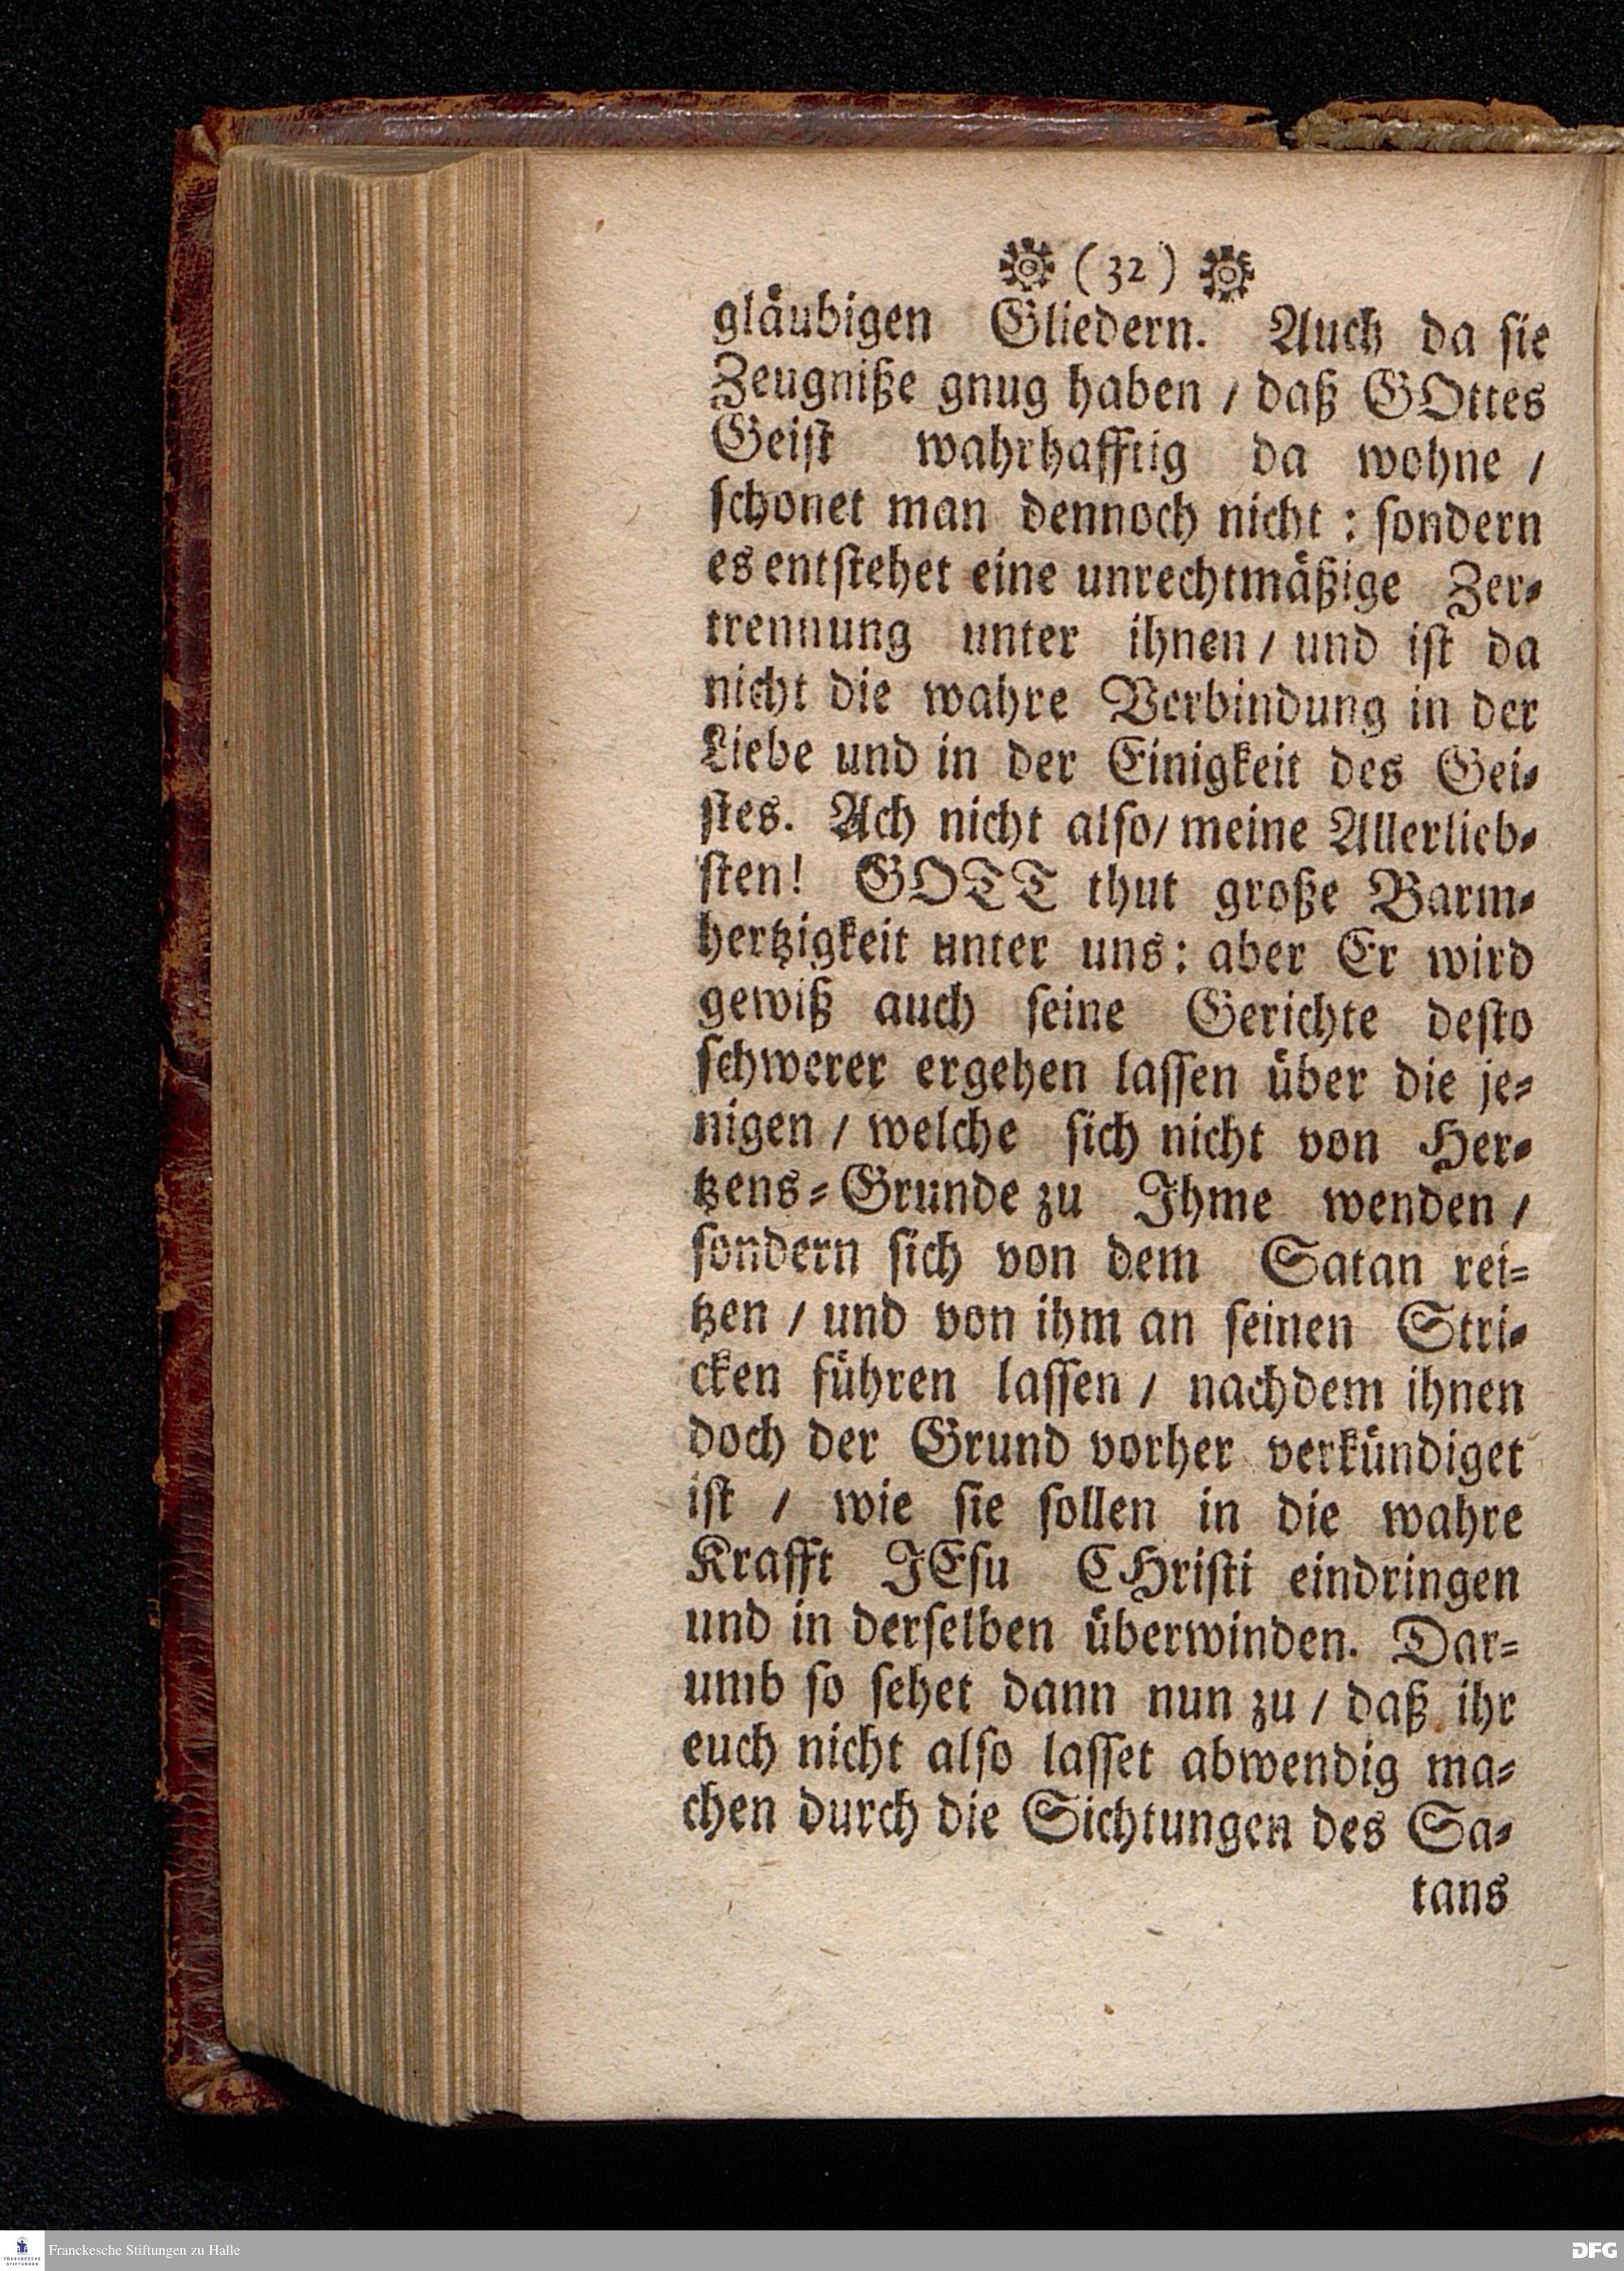 (32)
gläubigen Gliedern. Auch da sie
Zeugniße gnug haben / daß GOttes
Geist wahrhafftig da wohne /
schonet man dennoch nicht : sondern
es entstehet eine unrechtmäßige Zer-
trennung unter ihnen / und ist da
nicht die wahre Verbindung in der
Liebe und in der Einigkeit des Gei-
stes. Ach nicht also / meine Allerlieb-
sten! GOTT thut große Barm-
hertzigkeit unter uns: aber Er wird
gewiß auch seine Gerichte desto
schwerer ergehen lassen über die je-
nigen / welche sich nicht von Her-
tzens-Grunde zu Ihme wenden /
sondern sich von dem Satan rei-
tzen / und von ihm an seinen Stri-
cken führen lassen / nachdem ihnen
doch der Grund vorher verkündiget
ist / wie sie sollen in die wahre
Krafft JEsu CHristi eindringen
und in derselben überwinden. Dar-
umb so sehet dann nun zu / daß ihr
euch nicht also lasset abwendig ma-
chen durch die Sichtungen des Sa-
tans
FRANCKESCHE STIFTUNGEN
Franckesche Stiftungen zu Halle
DFG